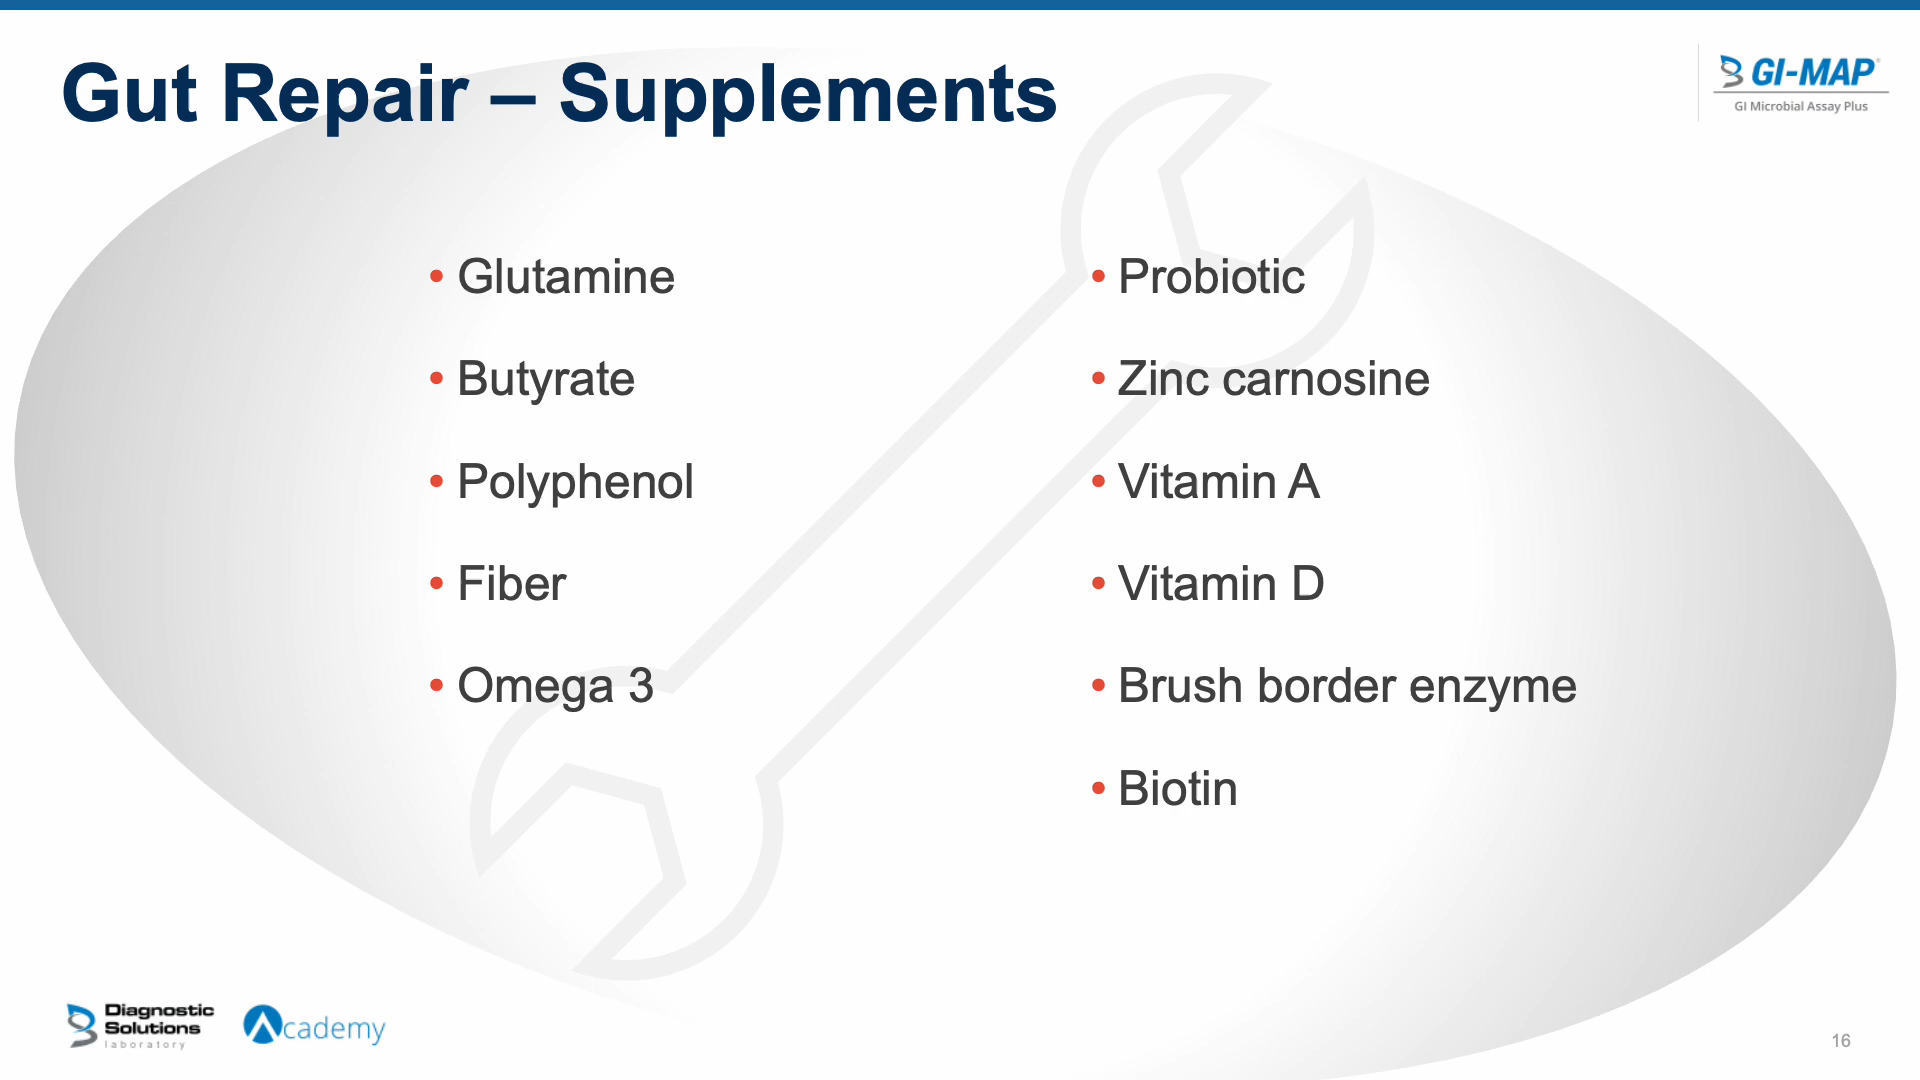 Gut Repair – Supplements
GI-MAP®
GI Microbial Assay Plus
• Glutamine
• Butyrate
• Polyphenol
• Fiber
• Omega 3
• Probiotic
• Zinc carnosine
• Vitamin A
• Vitamin D
• Brush border enzyme
• Biotin
Diagnostic
Solutions
laboratory
Academy
16